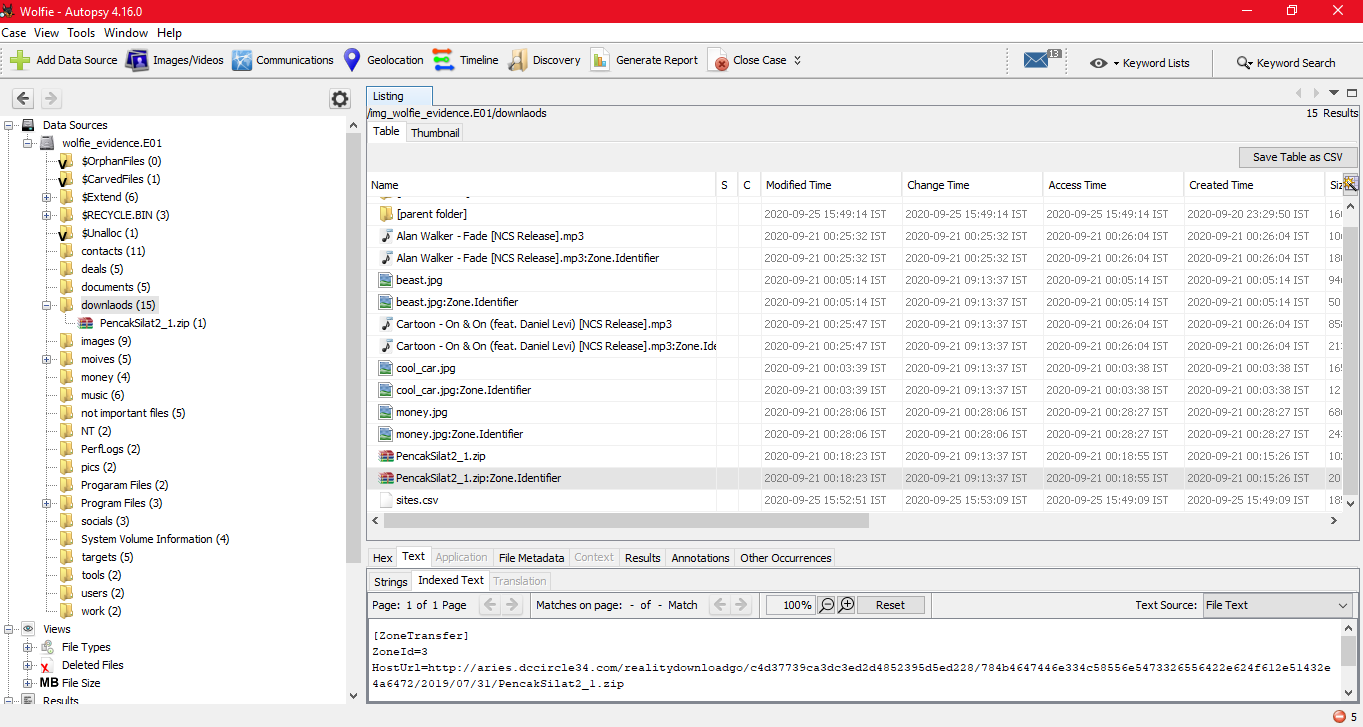 Wolfie - Autopsy 4.16.0
Case View Tools Window Help
Add Data Source Images/Videos Communications Geolocation Timeline Discovery Generate Report Close Case 13 Keyword Lists Keyword Search
Listing
/img_wolfie_evidence.E01/downlaods 15 Results
Table Thumbnail
Save Table as CSV
Name S C Modified Time Change Time Access Time Created Time
[parent folder] 2020-09-25 15:49:14 IST 2020-09-25 15:49:14 IST 2020-09-25 15:49:14 IST 2020-09-20 23:29:50 IST
Alan Walker - Fade [NCS Release].mp3 2020-09-21 00:25:32 IST 2020-09-21 00:25:32 IST 2020-09-21 00:26:04 IST 2020-09-21 00:26:04 IST
Alan Walker - Fade [NCS Release].mp3:Zone.Identifier 2020-09-21 00:25:32 IST 2020-09-21 00:25:32 IST 2020-09-21 00:26:04 IST 2020-09-21 00:26:04 IST
beast.jpg 2020-09-21 00:05:14 IST 2020-09-21 09:13:37 IST 2020-09-21 00:05:14 IST 2020-09-21 00:05:14 IST
beast.jpg:Zone.Identifier 2020-09-21 00:05:14 IST 2020-09-21 09:13:37 IST 2020-09-21 00:05:14 IST 2020-09-21 00:05:14 IST
Cartoon - On & On (feat. Daniel Levi) [NCS Release].mp3 2020-09-21 00:25:47 IST 2020-09-21 09:13:37 IST 2020-09-21 00:26:04 IST 2020-09-21 00:26:04 IST
Cartoon - On & On (feat. Daniel Levi) [NCS Release].mp3:Zone.Ide 2020-09-21 00:25:47 IST 2020-09-21 09:13:37 IST 2020-09-21 00:26:04 IST 2020-09-21 00:26:04 IST
cool_car.jpg 2020-09-21 00:03:39 IST 2020-09-21 09:13:37 IST 2020-09-21 00:03:38 IST 2020-09-21 00:03:38 IST
cool_car.jpg:Zone.Identifier 2020-09-21 00:03:39 IST 2020-09-21 09:13:37 IST 2020-09-21 00:03:38 IST 2020-09-21 00:03:38 IST
money.jpg 2020-09-21 00:28:06 IST 2020-09-21 00:28:06 IST 2020-09-21 00:28:27 IST 2020-09-21 00:28:27 IST
money.jpg:Zone.Identifier 2020-09-21 00:28:06 IST 2020-09-21 00:28:06 IST 2020-09-21 00:28:27 IST 2020-09-21 00:28:27 IST
PencakSilat2_1.zip 2020-09-21 00:18:23 IST 2020-09-21 09:13:37 IST 2020-09-21 00:18:55 IST 2020-09-21 00:15:26 IST
PencakSilat2_1.zip:Zone.Identifier 2020-09-21 00:18:23 IST 2020-09-21 09:13:37 IST 2020-09-21 00:18:55 IST 2020-09-21 00:15:26 IST
sites.csv 2020-09-25 15:52:51 IST 2020-09-25 15:53:09 IST 2020-09-25 15:49:09 IST 2020-09-25 15:49:09 IST
Data Sources
wolfie_evidence.E01
$OrphanFiles (0)
$CarvedFiles (1)
$Extend (6)
$RECYCLE.BIN (3)
$Unalloc (1)
contacts (11)
deals (5)
documents (5)
downlaods (15)
PencakSilat2_1.zip (1)
images (9)
moives (5)
money (4)
music (6)
not important files (5)
NT (2)
PerfLogs (2)
pics (2)
Progaram Files (2)
Program Files (3)
socials (3)
System Volume Information (4)
targets (5)
tools (2)
users (2)
work (2)
Views
File Types
Deleted Files
MB File Size
Results
Hex Text Application File Metadata Context Results Annotations Other Occurrences
Strings Indexed Text Translation
Page: 1 of 1 Page Matches on page: - of - Match 100% Reset Text Source: File Text
[ZoneTransfer]
ZoneId=3
HostUrl=http://aries.dccircle34.com/realitydownloadgo/c4d37739ca3dc3ed2d4852395d5ed228/784b4647446e334c58556e5473326556422e624f612e51432e
4a6472/2019/07/31/PencakSilat2_1.zip
5